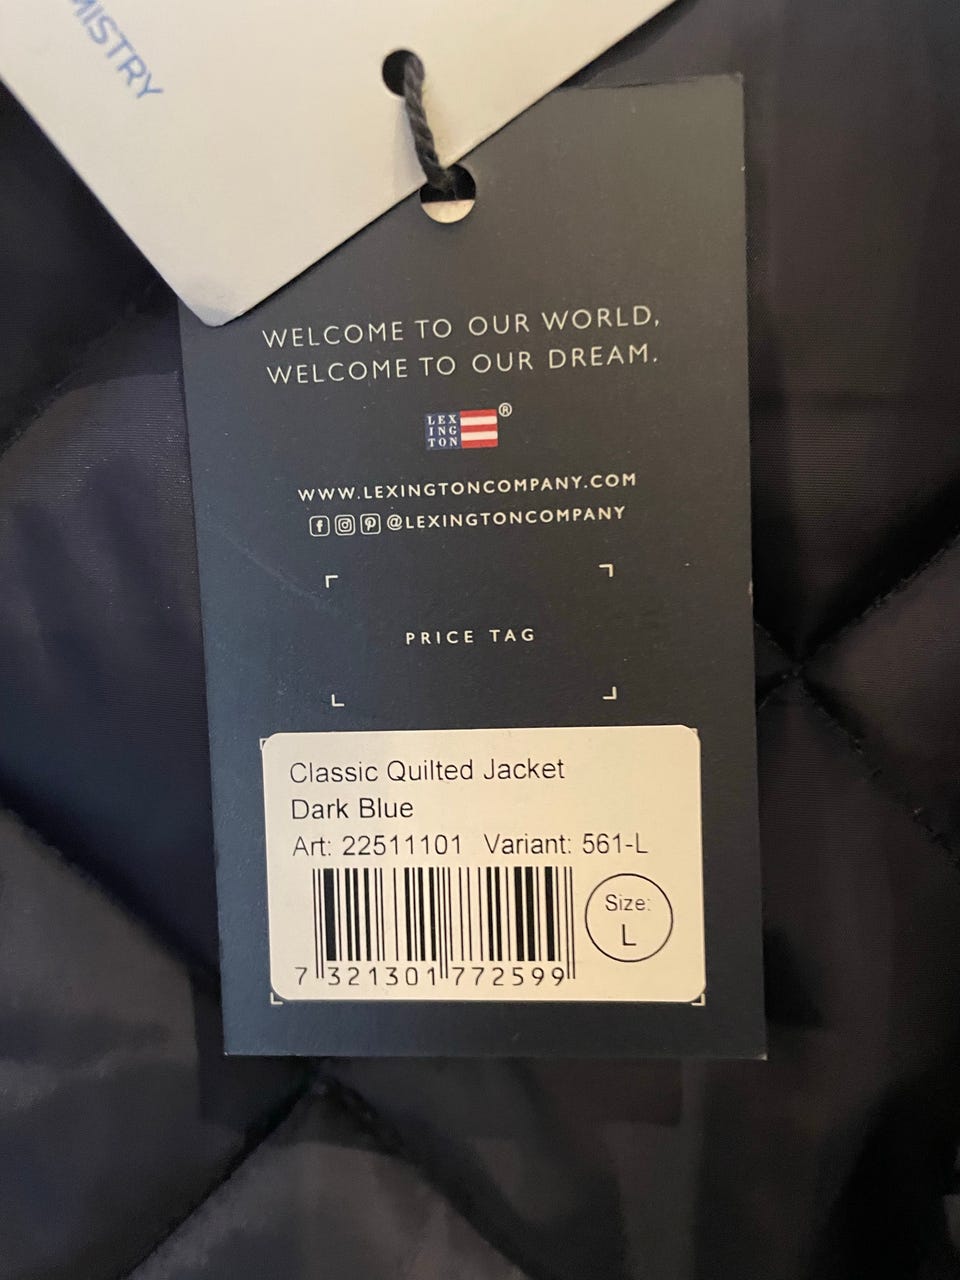 MISTRY
WELCOME TO OUR WORLD,
WELCOME TO OUR DREAM.
LEX
ING
TON
®
WWW.LEXINGTONCOMPANY.COM
@LEXINGTONCOMPANY
PRICE TAG
Classic Quilted Jacket
Dark Blue
Art: 22511101 Variant: 561-L
Size:
L
7 321301 772599